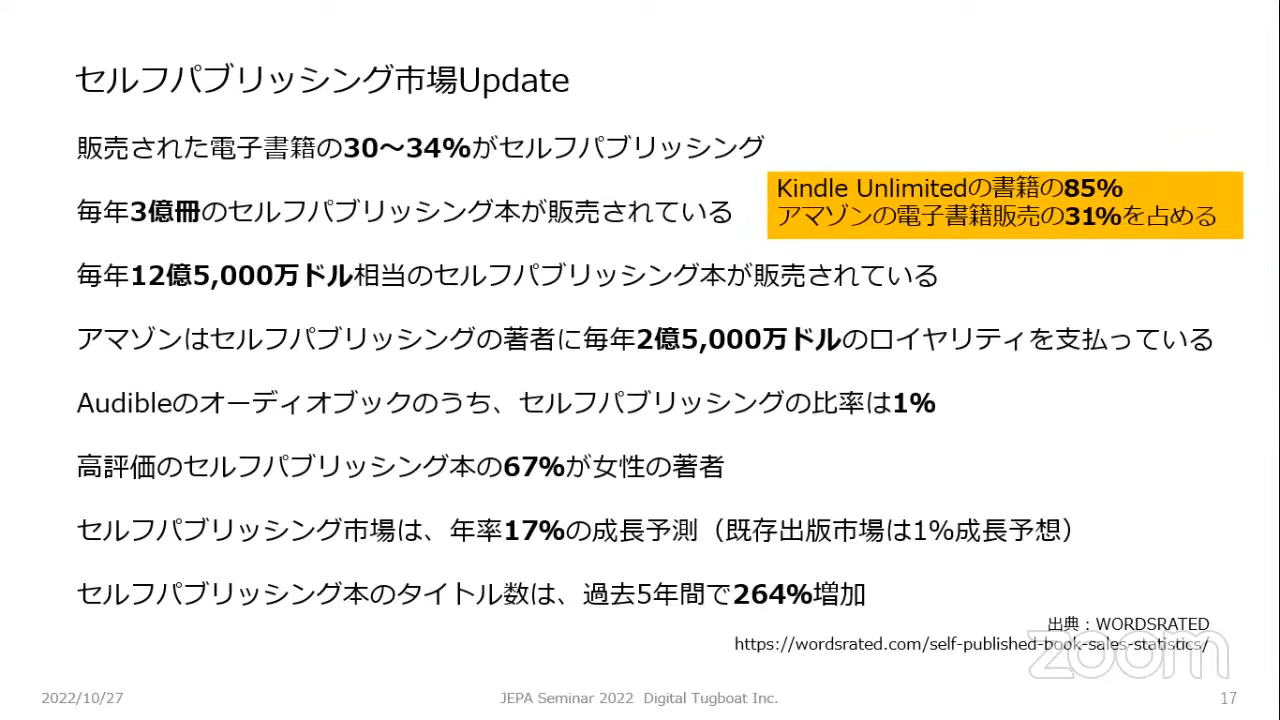 セルフパブリッシング市場Update
販売された電子書籍の30～34%がセルフパブリッシング
Kindle Unlimitedの書籍の85%
アマゾンの電子書籍販売の31%を占める
毎年3億冊のセルフパブリッシング本が販売されている
毎年12億5,000万ドル相当のセルフパブリッシング本が販売されている
アマゾンはセルフパブリッシングの著者に毎年2億5,000万ドルのロイヤリティを支払っている
Audibleのオーディオブックのうち、セルフパブリッシングの比率は1%
高評価のセルフパブリッシング本の67%が女性の著者
セルフパブリッシング市場は、年率17%の成長予測（既存出版市場は1%成長予想）
セルフパブリッシング本のタイトル数は、過去5年間で264%増加
出典：WORDSRATED
https://wordsrated.com/self-published-book-sales-statistics/
zoom
2022/10/27
JEPA Seminar 2022 Digital Tugboat Inc.
17